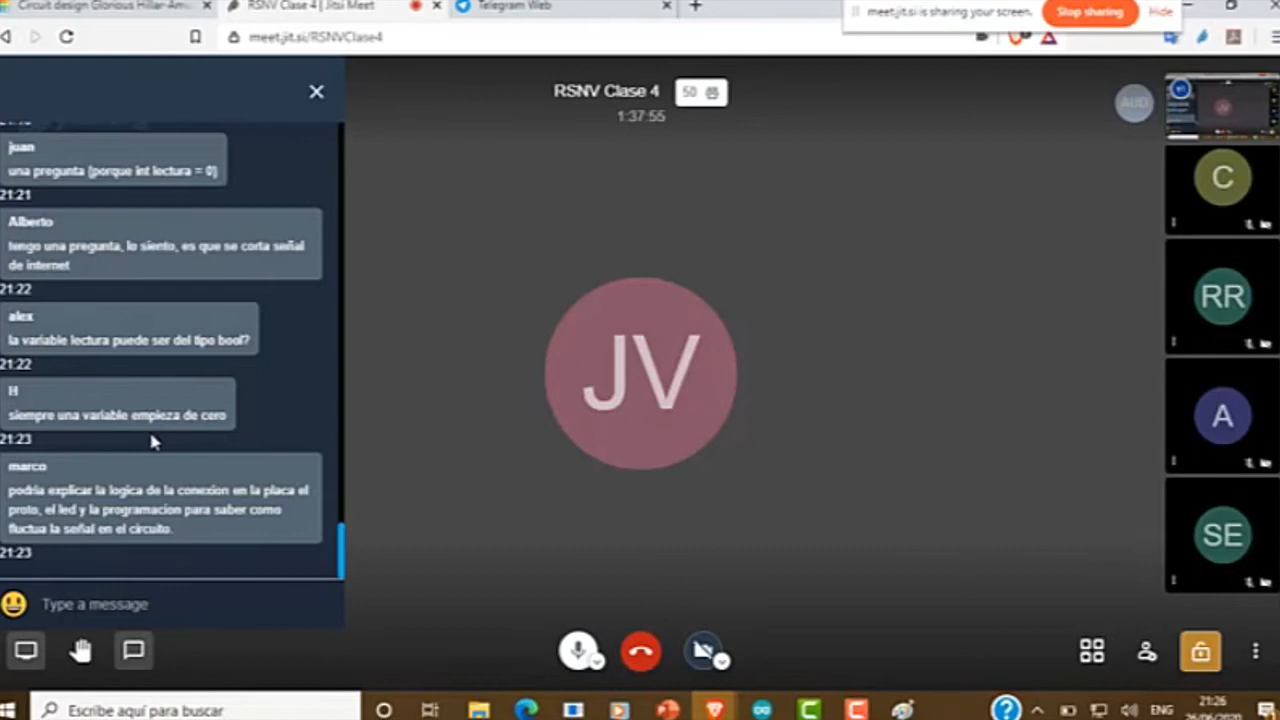 Circuit design Glorious Hillar-Am
RSNV Clase 4 | Jitsi Meet
Telegram Web
meet.jit.si is sharing your screen.
Stop sharing
Hide
meet.jit.si/RSNVClase4
RSNV Clase 4
50
1:37:55
AUD
juan
una pregunta [porque int lectura = 0]
21:21
Alberto
tengo una pregunta, lo siento, es que se corta señal
de internet
21:22
alex
la variable lectura puede ser del tipo bool?
21:22
H
siempre una variable empieza de cero
21:23
marco
podria explicar la logica de la conexion en la placa el
proto, el led y la programacion para saber como
fluctua la señal en el circuito.
21:23
Type a message
JV
C
RR
A
SE
Escribe aquí para buscar
ENG
21:26
26/06/2020